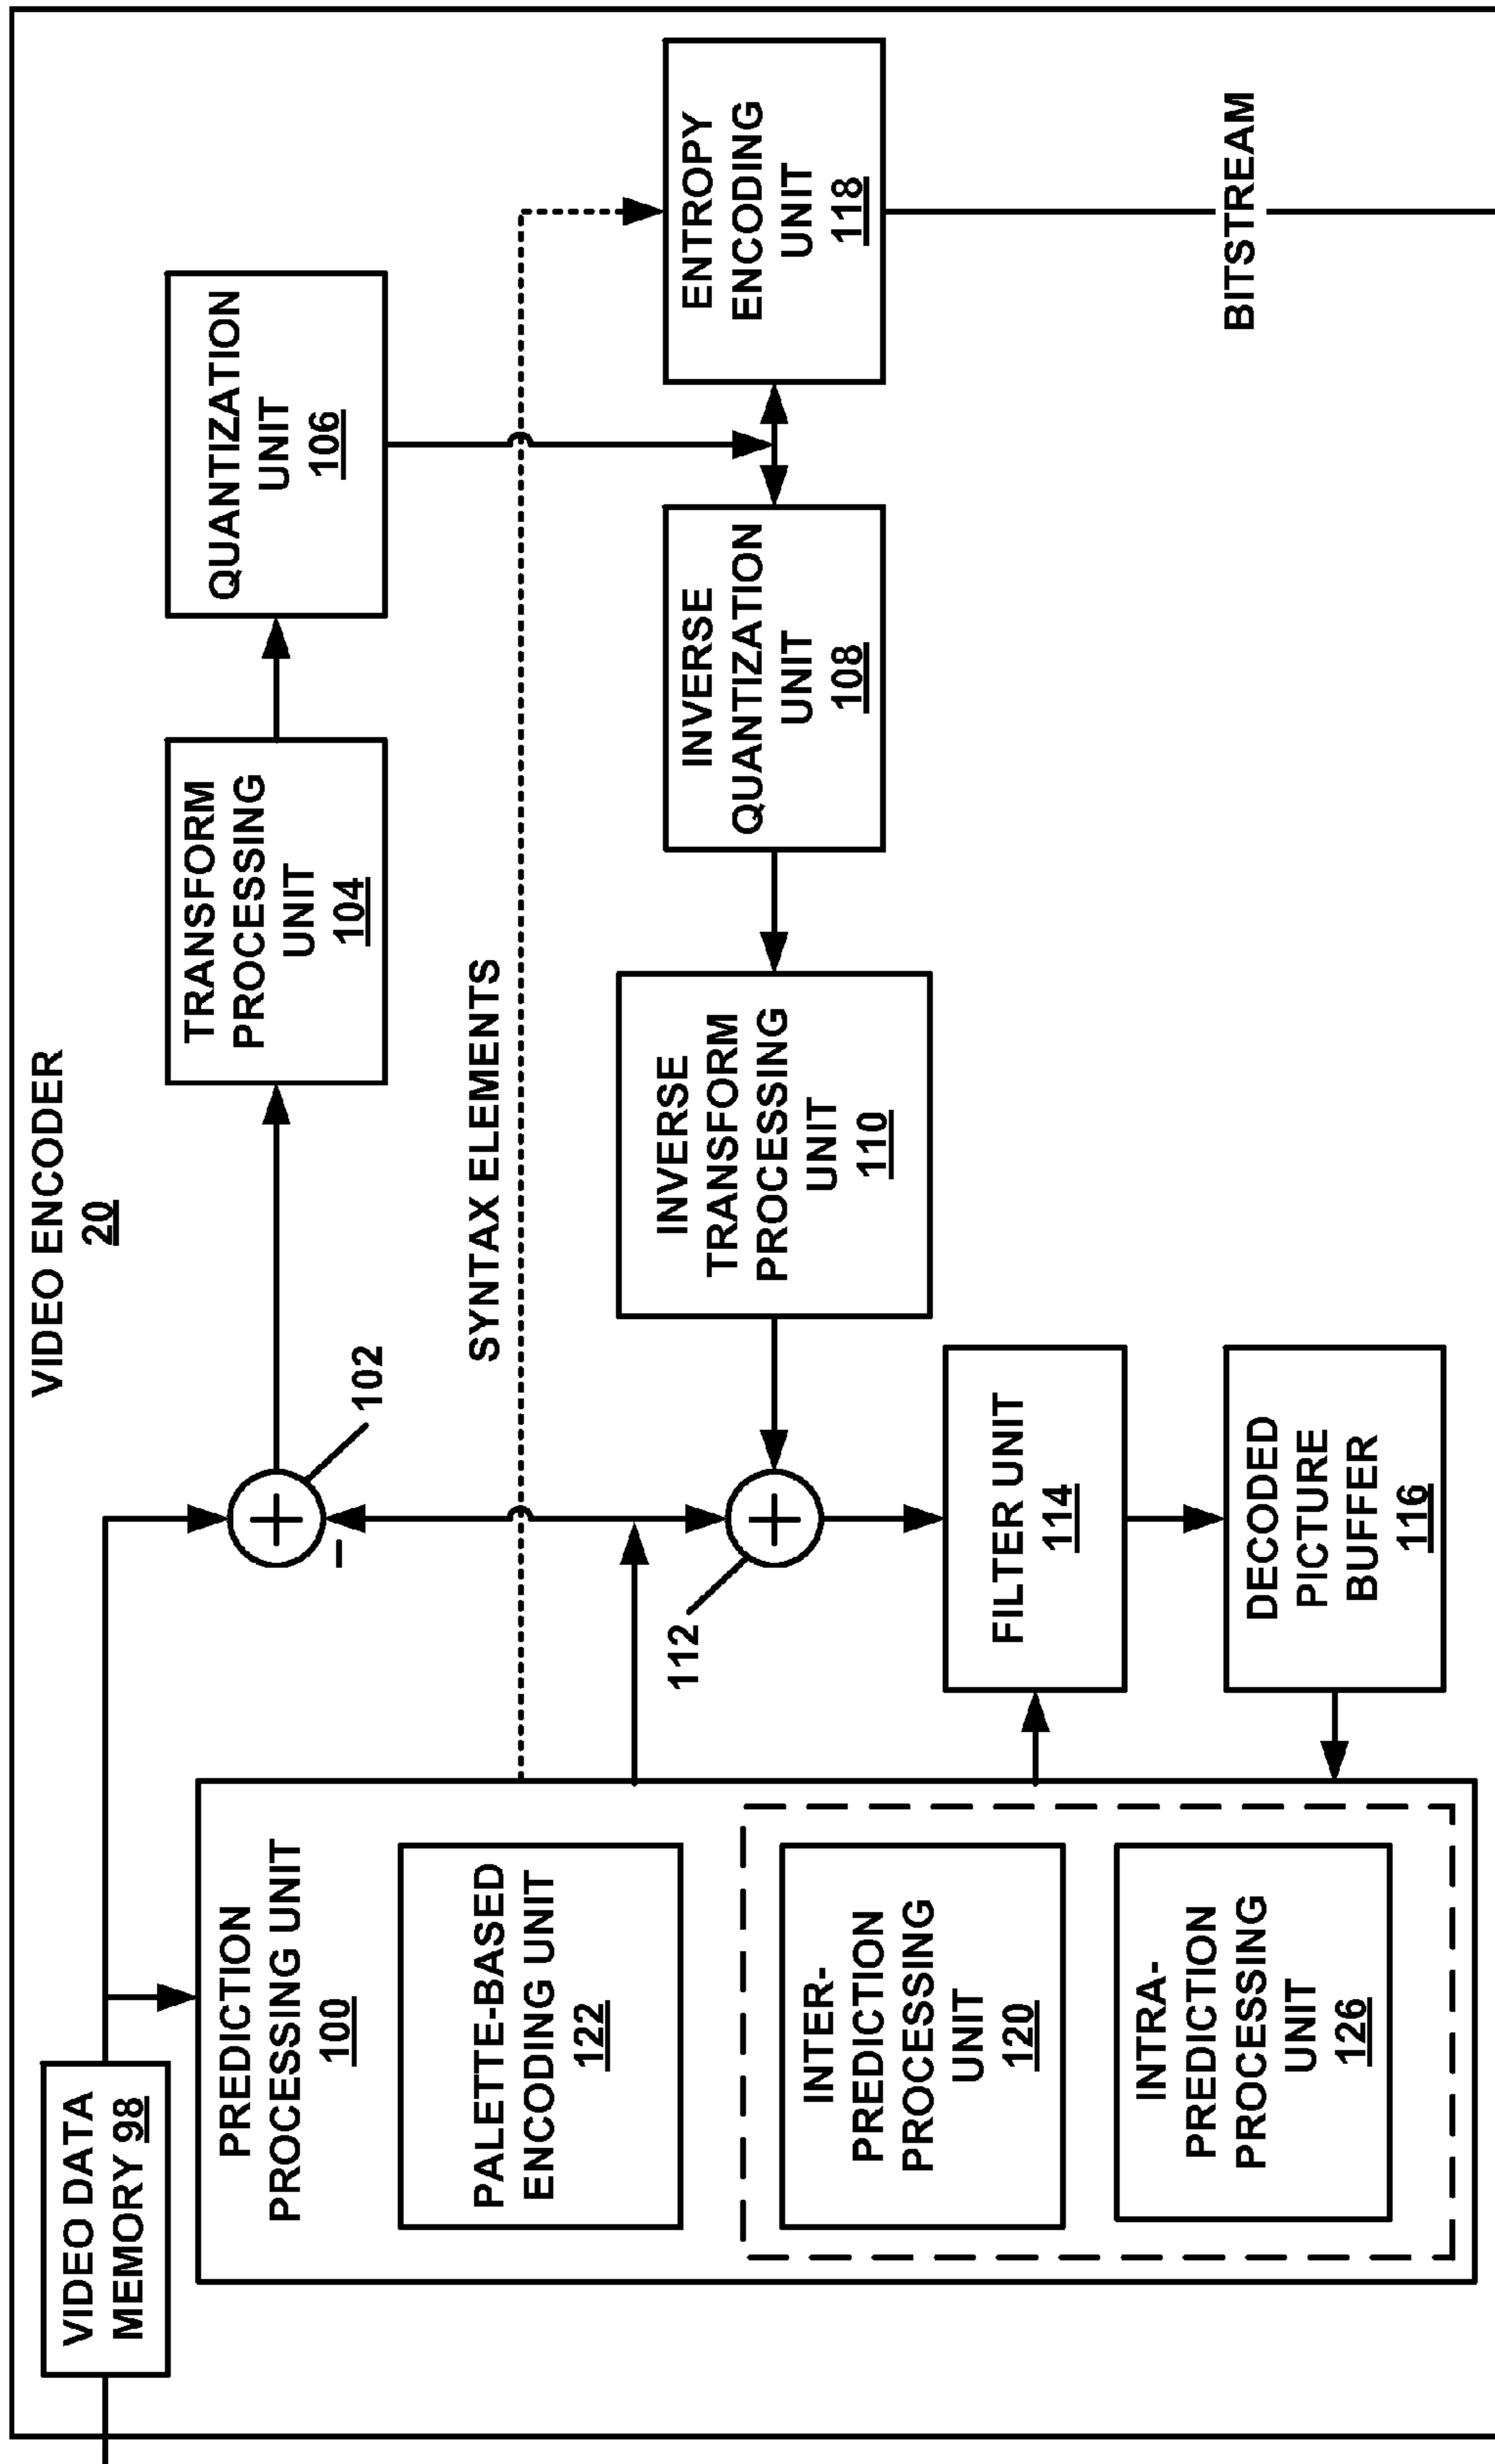 VIDEO ENCODER
20
VIDEO DATA
MEMORY 98
PREDICTION
PROCESSING UNIT
100
PALETTE-BASED
ENCODING UNIT
122
INTER-
PREDICTION
PROCESSING
UNIT
120
INTRA-
PREDICTION
PROCESSING
UNIT
126
102
–
TRANSFORM
PROCESSING
UNIT
104
QUANTIZATION
UNIT
106
SYNTAX ELEMENTS
112
INVERSE
TRANSFORM
PROCESSING
UNIT
110
INVERSE
QUANTIZATION
UNIT
108
ENTROPY
ENCODING
UNIT
118
FILTER UNIT
114
DECODED
PICTURE
BUFFER
116
BITSTREAM